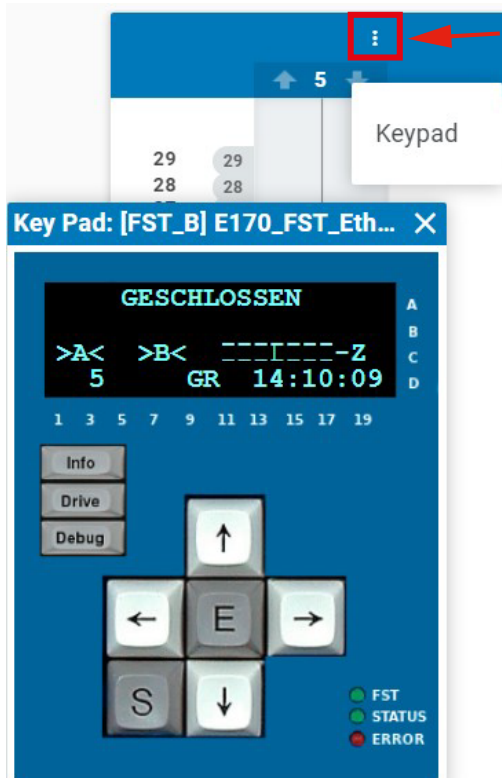 5
Keypad
29 29
28 28
Key Pad: [FST_B] E170_FST_Eth...
GESCHLOSSEN
A
B
>A< >B< -Z C
5 GR 14:10:09 D
1 3 5 7 9 11 13 15 17 19
Info
Drive
Debug
↑
← E →
S ↓
FST
STATUS
ERROR